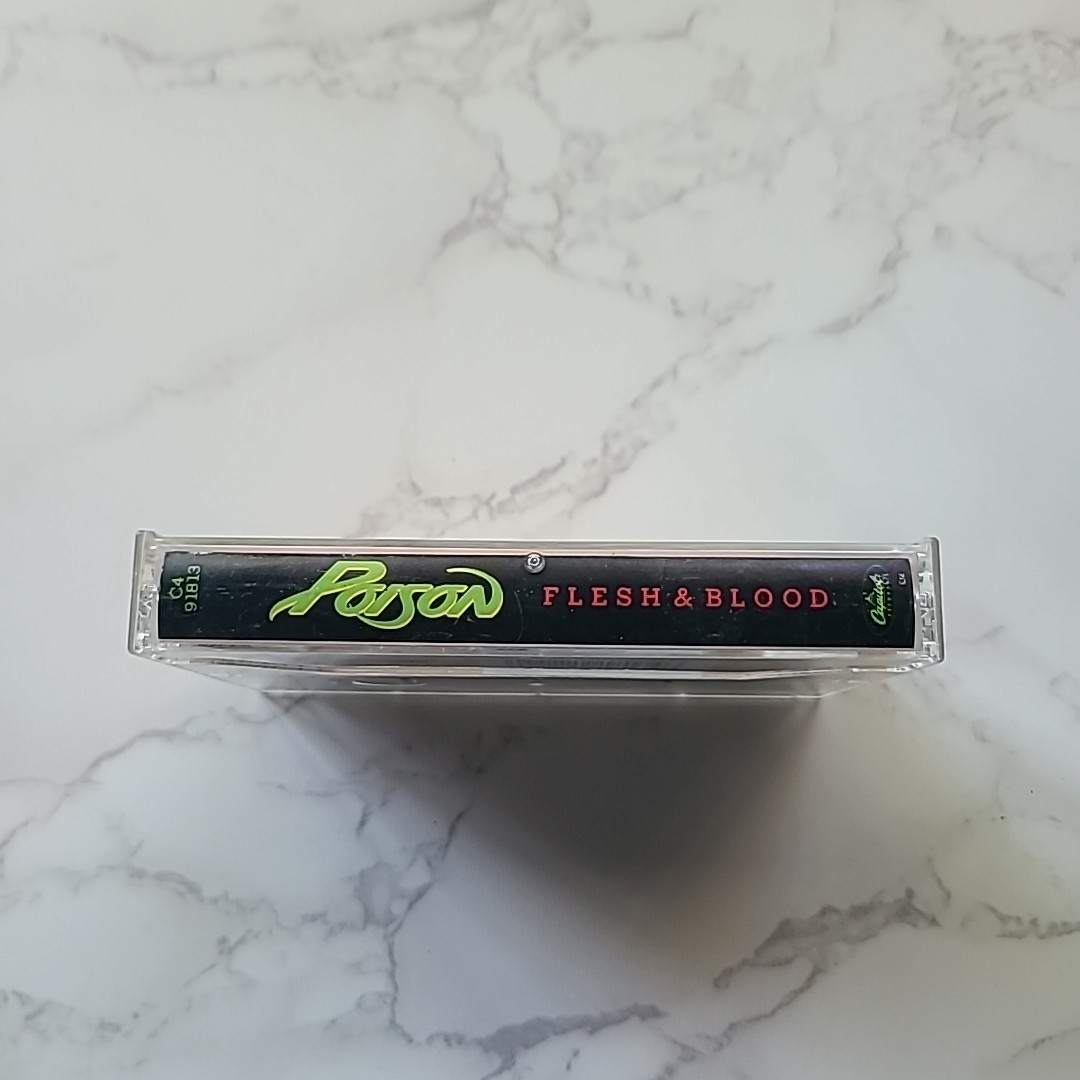 C4
91813
POISON
FLESH & BLOOD
Capitol
C4